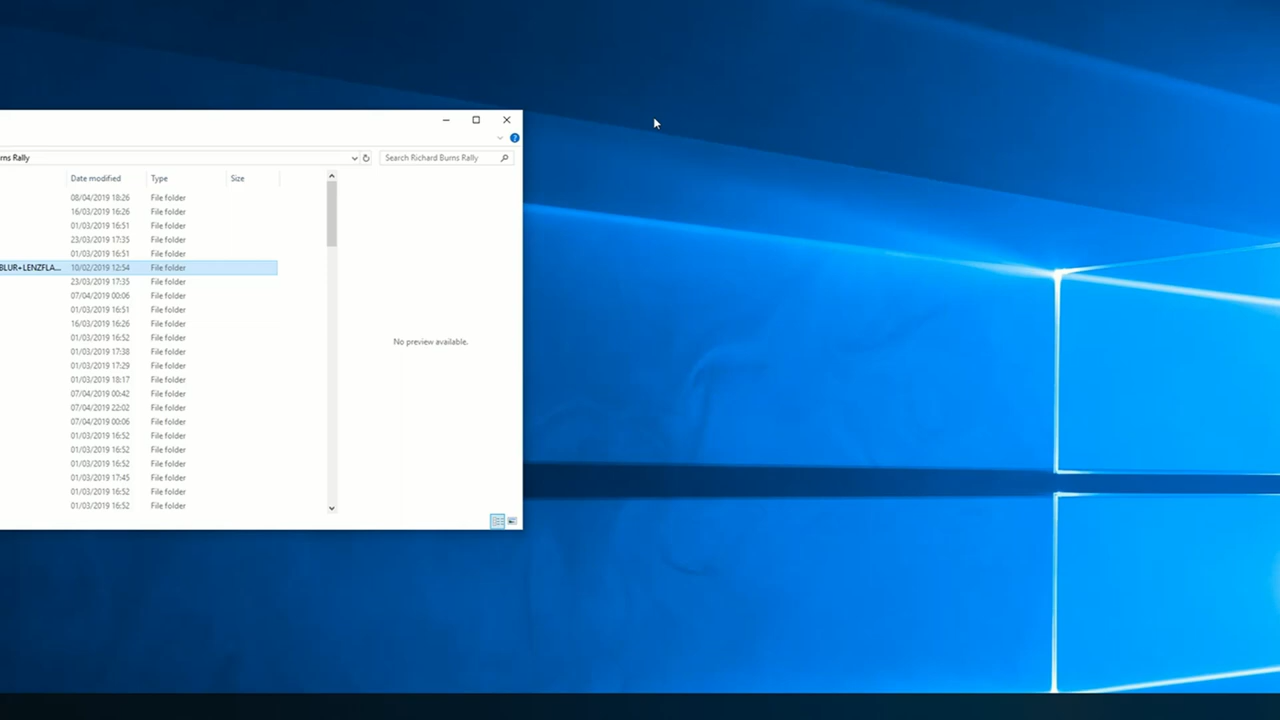 ?
rns Rally Search Richard Burns Rally
Date modified Type Size
08/04/2019 18:26 File folder
16/03/2019 16:26 File folder
01/03/2019 16:51 File folder
23/03/2019 17:35 File folder
01/03/2019 16:51 File folder
BLUR+LENZFLA... 10/02/2019 12:54 File folder
23/03/2019 17:35 File folder
07/04/2019 00:06 File folder
01/03/2019 16:51 File folder
16/03/2019 16:26 File folder
01/03/2019 16:52 File folder
01/03/2019 17:38 File folder
01/03/2019 17:29 File folder
01/03/2019 18:17 File folder
07/04/2019 00:42 File folder
07/04/2019 22:02 File folder
07/04/2019 00:06 File folder
01/03/2019 16:52 File folder
01/03/2019 16:52 File folder
01/03/2019 16:52 File folder
01/03/2019 17:45 File folder
01/03/2019 16:52 File folder
01/03/2019 16:52 File folder
No preview available.